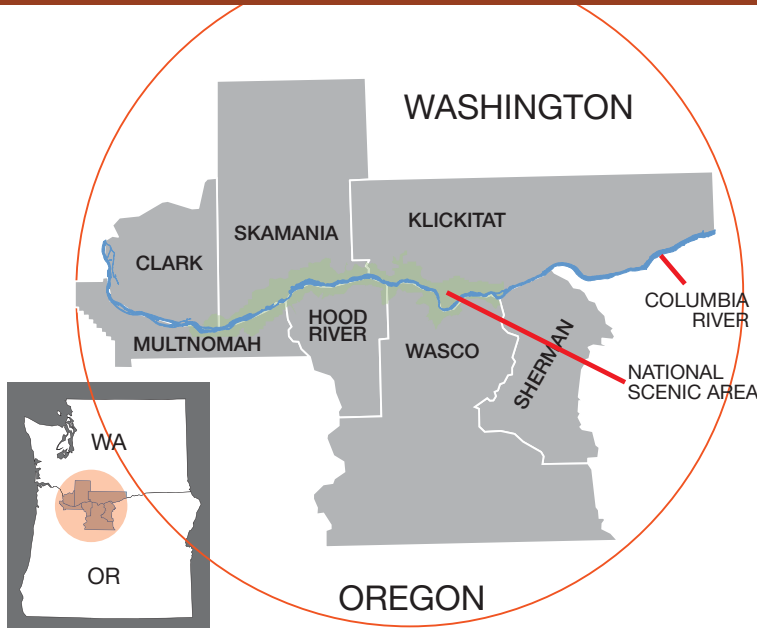 WASHINGTON
KLICKITAT
SKAMANIA
CLARK
COLUMBIA
RIVER
HOOD
RIVER
MULTNOMAH
WASCO
SHERMAN
NATIONAL
SCENIC AREA
WA
OR
OREGON